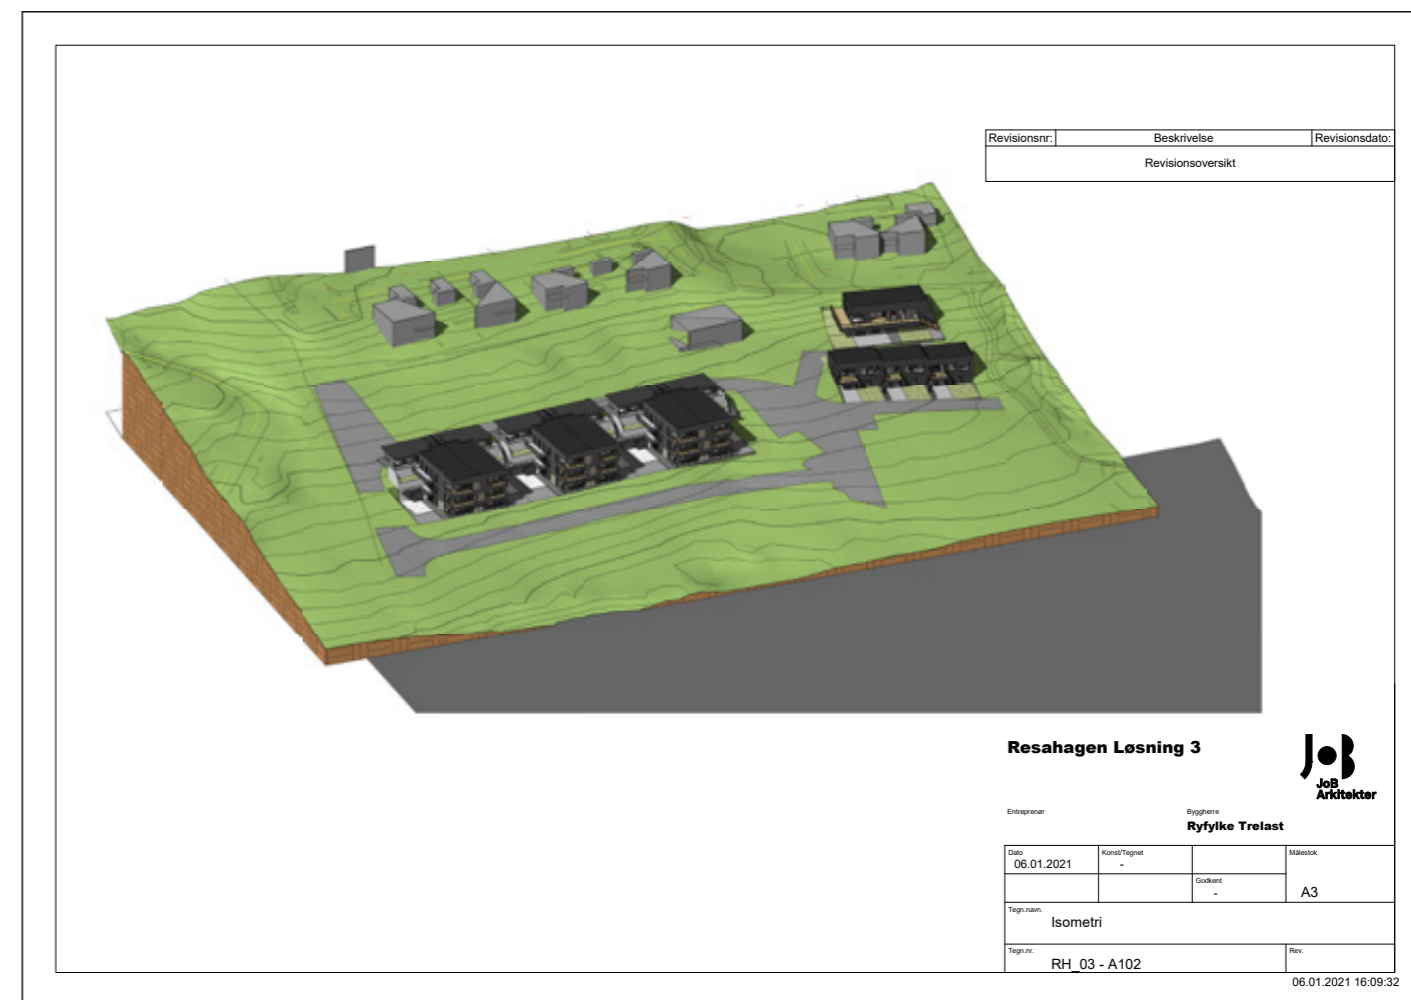 Revisionsnr: Beskrivelse Revisionsdato:
Revisionsoversikt
Resahagen Løsning 3
JoB
JoB
Arkitekter
Entreprenør Byggherre
Ryfylke Trelast
Dato Konst/Tegnet Målestok
06.01.2021 -
Godkent
- A3
Tegn.navn.
Isometri
Tegn.nr. Rev.
RH_03 - A102
06.01.2021 16:09:32